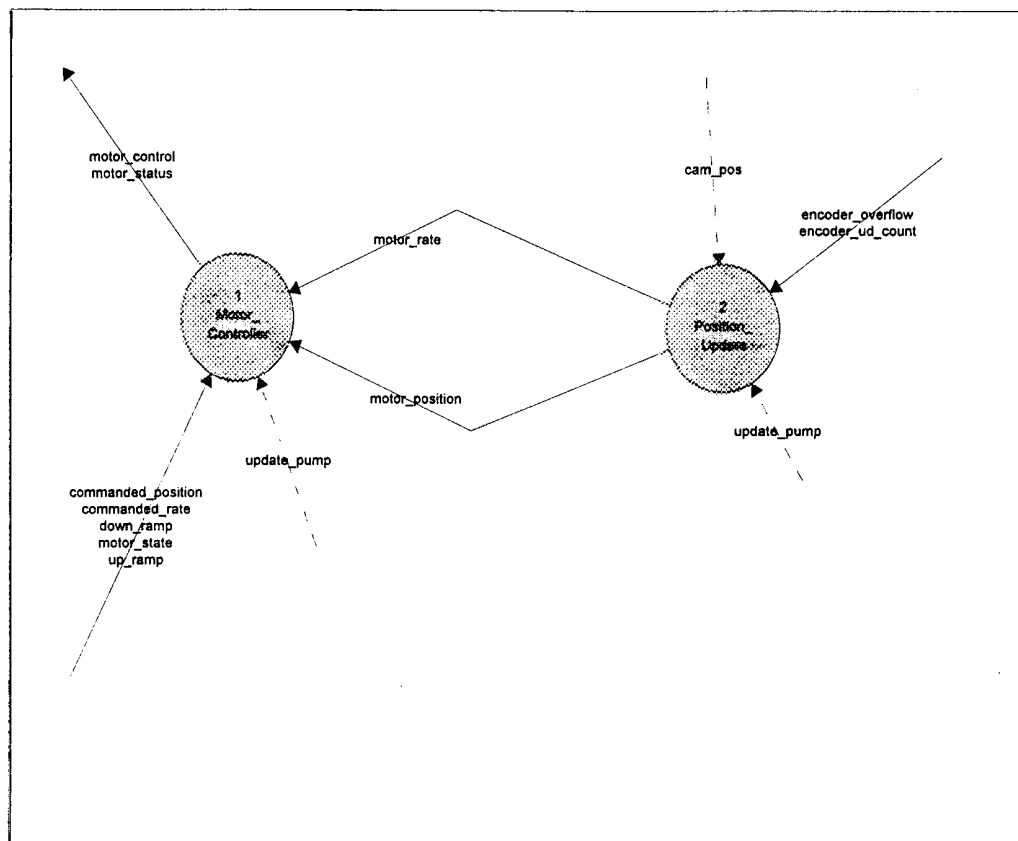 motor_control
motor_status
cam_pos
encoder_overflow
encoder_ud_count
motor_rate
1
Motor_
Controller
2
Position_
Update
motor_position
update_pump
update_pump
commanded_position
commanded_rate
down_ramp
motor_state
up_ramp